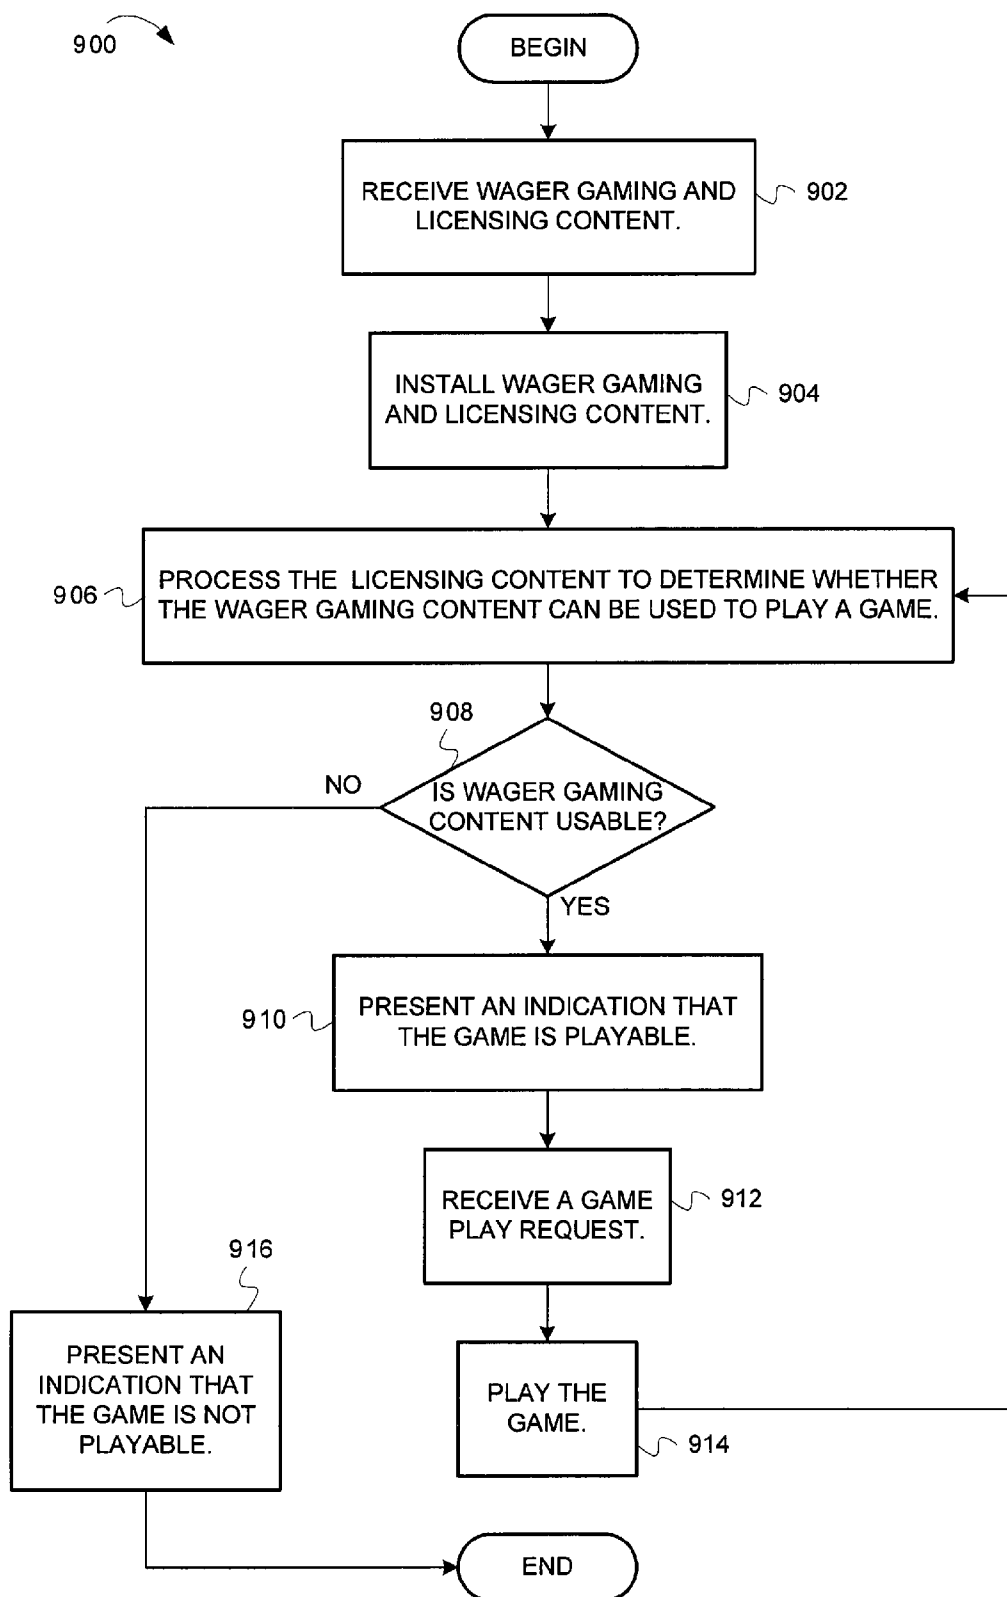 900
BEGIN
RECEIVE WAGER GAMING AND
LICENSING CONTENT.
902
INSTALL WAGER GAMING
AND LICENSING CONTENT.
904
906
PROCESS THE LICENSING CONTENT TO DETERMINE WHETHER
THE WAGER GAMING CONTENT CAN BE USED TO PLAY A GAME.
908
NO
IS WAGER GAMING
CONTENT USABLE?
YES
910
PRESENT AN INDICATION THAT
THE GAME IS PLAYABLE.
RECEIVE A GAME
PLAY REQUEST.
912
916
PRESENT AN
INDICATION THAT
THE GAME IS NOT
PLAYABLE.
PLAY THE
GAME.
914
END